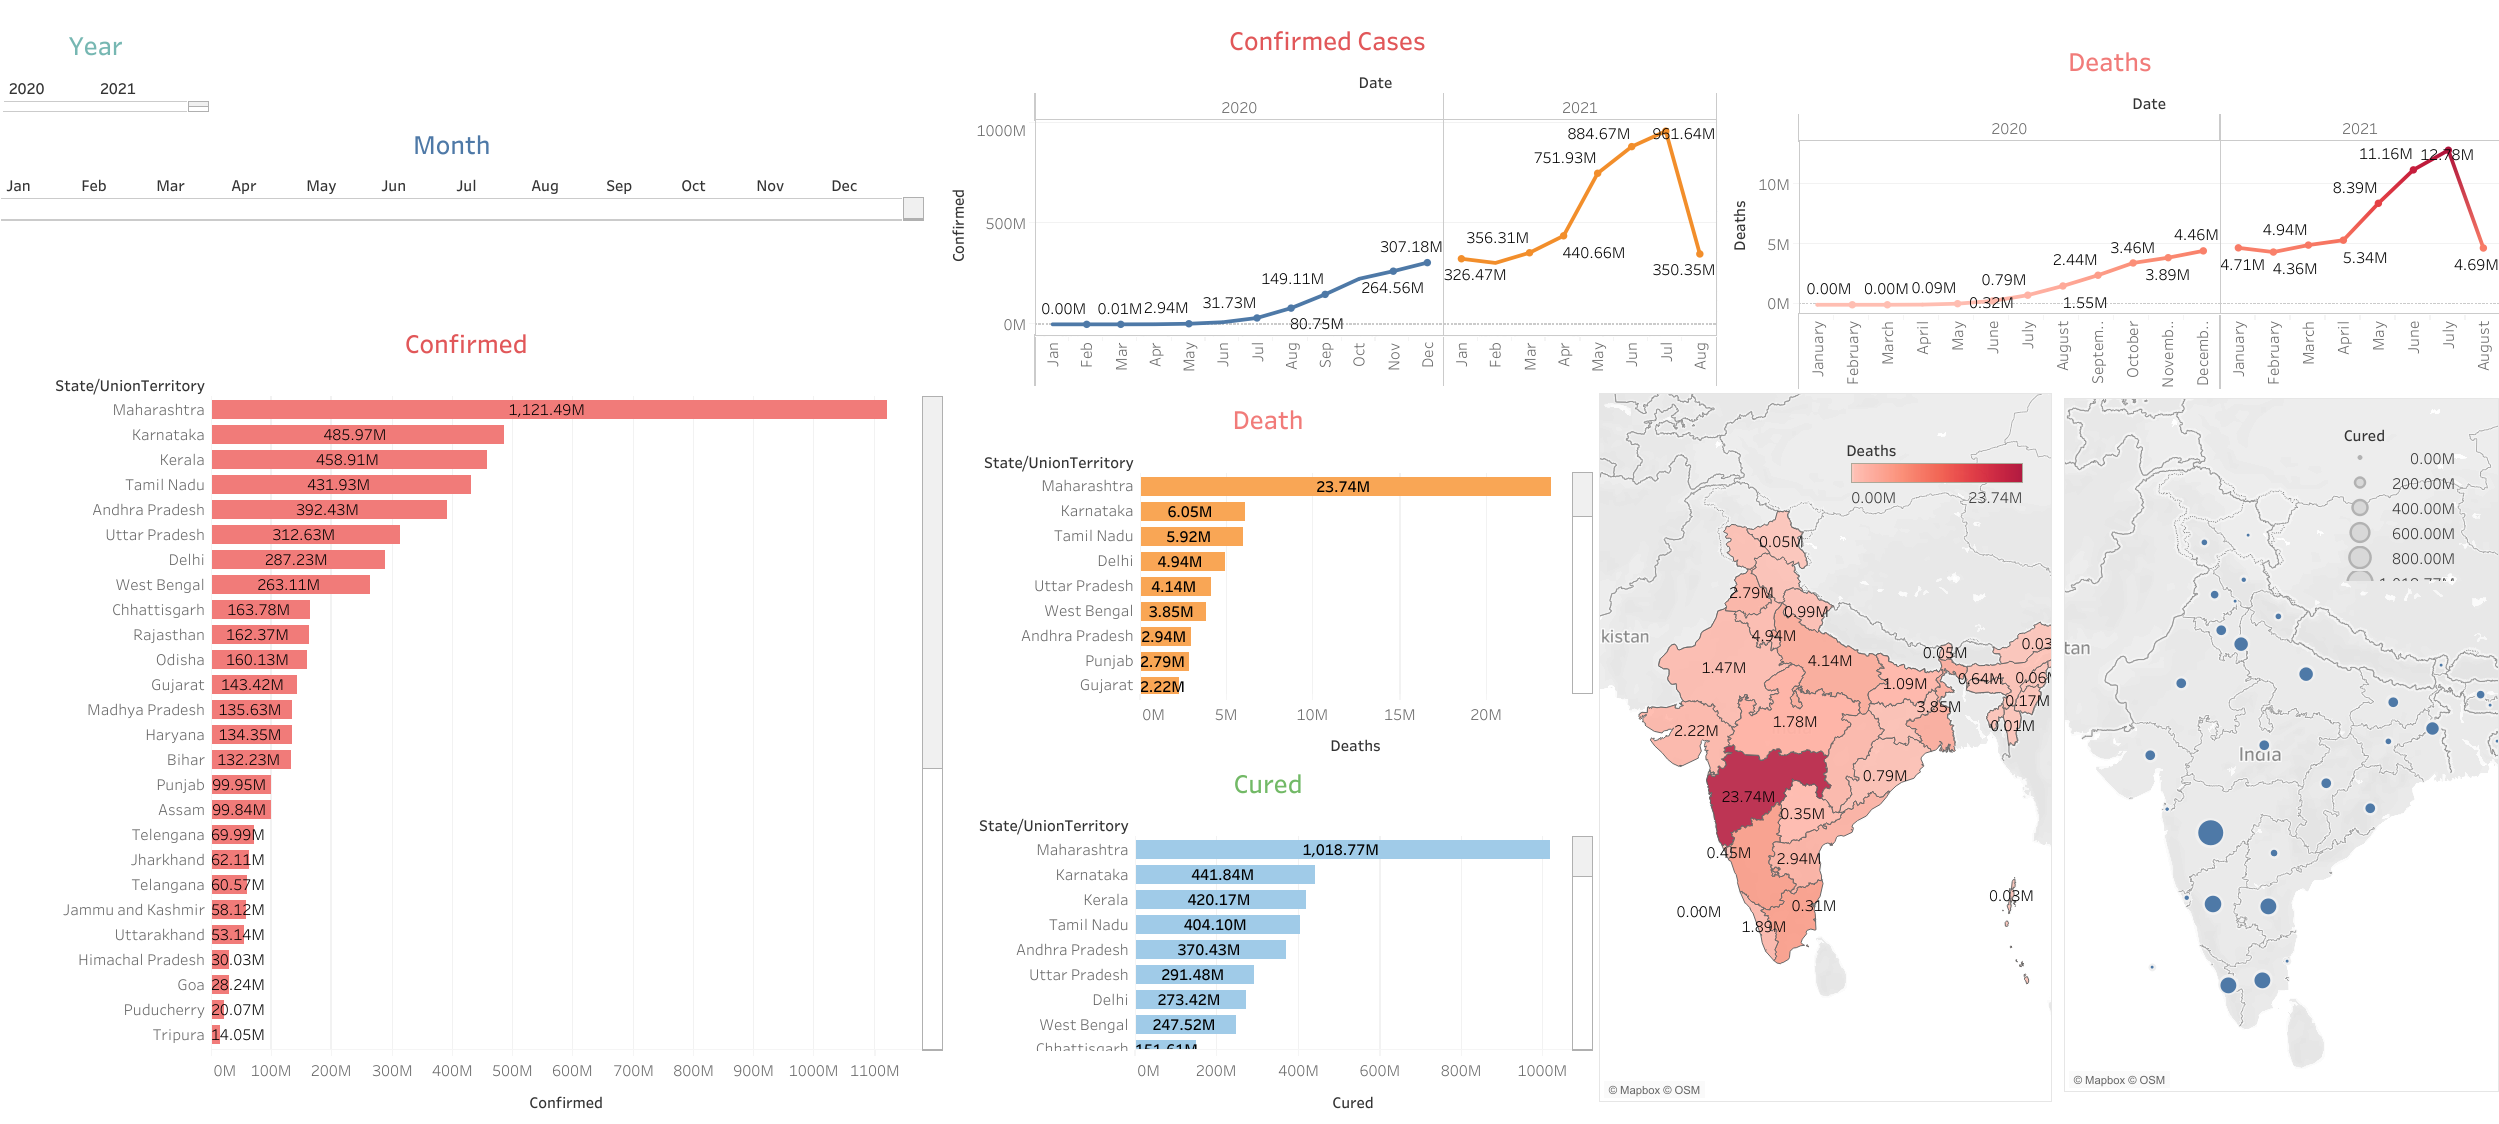 Year
2020 2021
Month
Jan Feb Mar Apr May Jun Jul Aug Sep Oct Nov Dec
Confirmed
State/UnionTerritory
Maharashtra 1,121.49M
Karnataka 485.97M
Kerala 458.91M
Tamil Nadu 431.93M
Andhra Pradesh 392.43M
Uttar Pradesh 312.63M
Delhi 287.23M
West Bengal 263.11M
Chhattisgarh 163.78M
Rajasthan 162.37M
Odisha 160.13M
Gujarat 143.42M
Madhya Pradesh 135.63M
Haryana 134.35M
Bihar 132.23M
Punjab 99.95M
Assam 99.84M
Telengana 69.99M
Jharkhand 62.11M
Telangana 60.57M
Jammu and Kashmir 58.12M
Uttarakhand 53.14M
Himachal Pradesh 30.03M
Goa 28.24M
Puducherry 20.07M
Tripura 14.05M
0M 100M 200M 300M 400M 500M 600M 700M 800M 900M 1000M 1100M
Confirmed
Confirmed Cases
Date
2020 2021
Confirmed
1000M
500M
0M
0.00M 0.01M 2.94M 31.73M 80.75M 149.11M 264.56M 307.18M
326.47M 356.31M 440.66M 751.93M 884.67M 961.64M 350.35M
Jan Feb Mar Apr May Jun Jul Aug Sep Oct Nov Dec Jan Feb Mar Apr May Jun Jul Aug
Deaths
Date
2020 2021
Deaths
10M
5M
0M
0.00M 0.00M 0.09M 0.32M 0.79M 1.55M 2.44M 3.46M 3.89M 4.46M
4.71M 4.36M 4.94M 5.34M 8.39M 11.16M 12.78M 4.69M
January February March April May June July August Septem.. October Novemb.. Decemb.. January February March April May June July August
Death
State/UnionTerritory
Maharashtra 23.74M
Karnataka 6.05M
Tamil Nadu 5.92M
Delhi 4.94M
Uttar Pradesh 4.14M
West Bengal 3.85M
Andhra Pradesh 2.94M
Punjab 2.79M
Gujarat 2.22M
0M 5M 10M 15M 20M
Deaths
Cured
State/UnionTerritory
Maharashtra 1,018.77M
Karnataka 441.84M
Kerala 420.17M
Tamil Nadu 404.10M
Andhra Pradesh 370.43M
Uttar Pradesh 291.48M
Delhi 273.42M
West Bengal 247.52M
Chhattisgarh 151.61M
0M 200M 400M 600M 800M 1000M
Cured
Deaths
0.00M 23.74M
0.05M
2.79M
0.99M
kistan
4.94M
1.47M
4.14M
0.05M
0.03
1.09M
0.64M
0.06M
3.85M
0.17M
2.22M
1.78M
0.01M
23.74M
0.79M
0.35M
0.45M
2.94M
0.03M
0.00M
0.31M
1.89M
© Mapbox © OSM
Cured
0.00M
200.00M
400.00M
600.00M
800.00M
1,018.77M
tan
India
© Mapbox © OSM